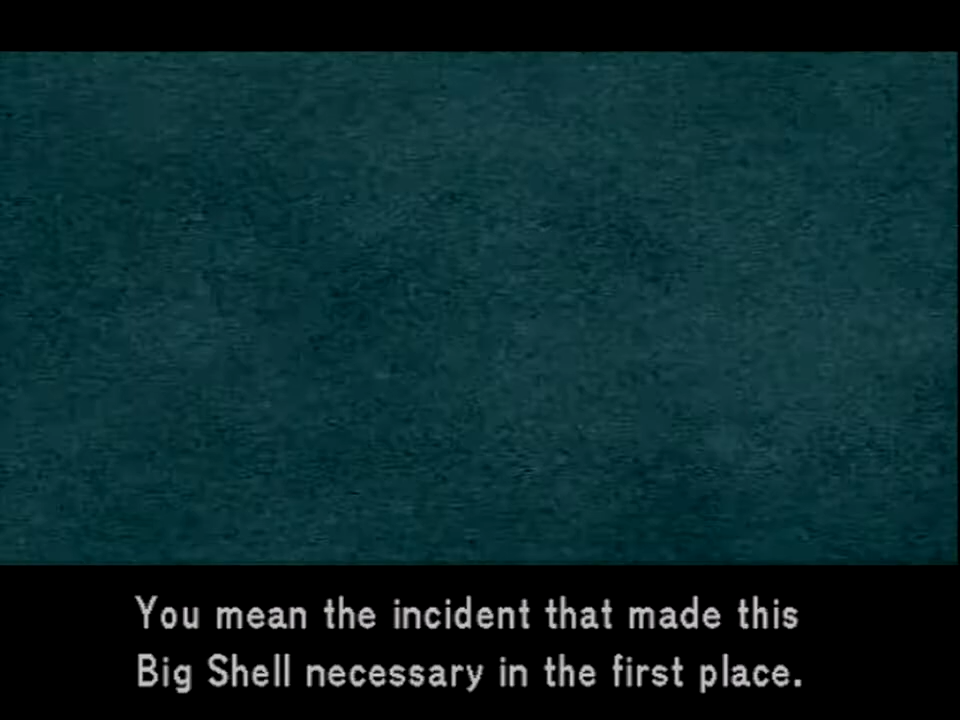 You mean the incident that made this
Big Shell necessary in the first place.